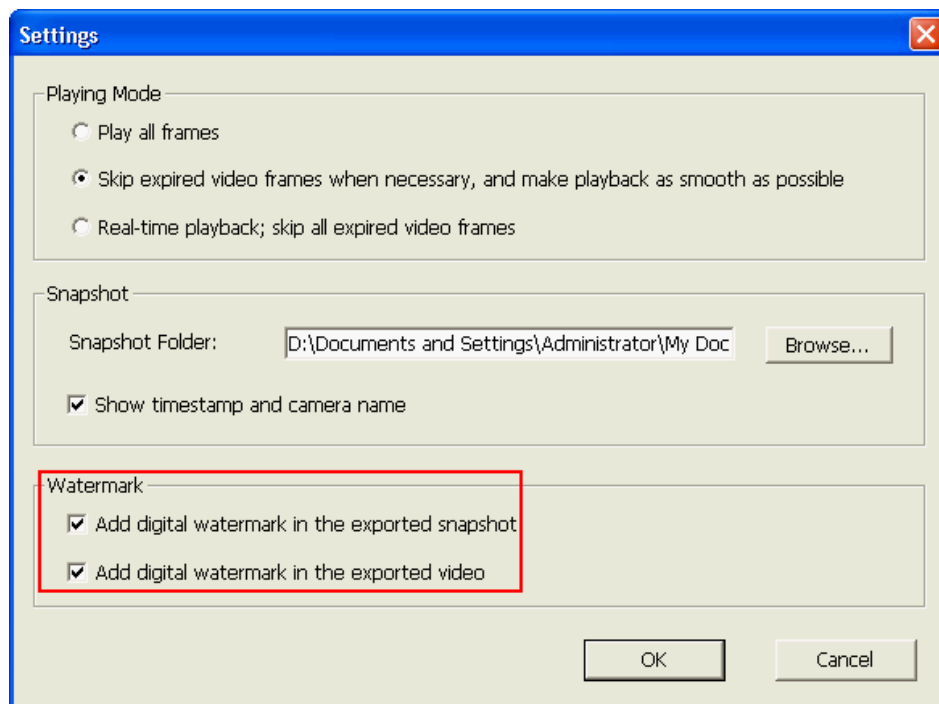 Settings
Playing Mode
Play all frames
Skip expired video frames when necessary, and make playback as smooth as possible
Real-time playback; skip all expired video frames
Snapshot
Snapshot Folder: D:\Documents and Settings\Administrator\My Doc Browse...
Show timestamp and camera name
Watermark
Add digital watermark in the exported snapshot
Add digital watermark in the exported video
OK Cancel